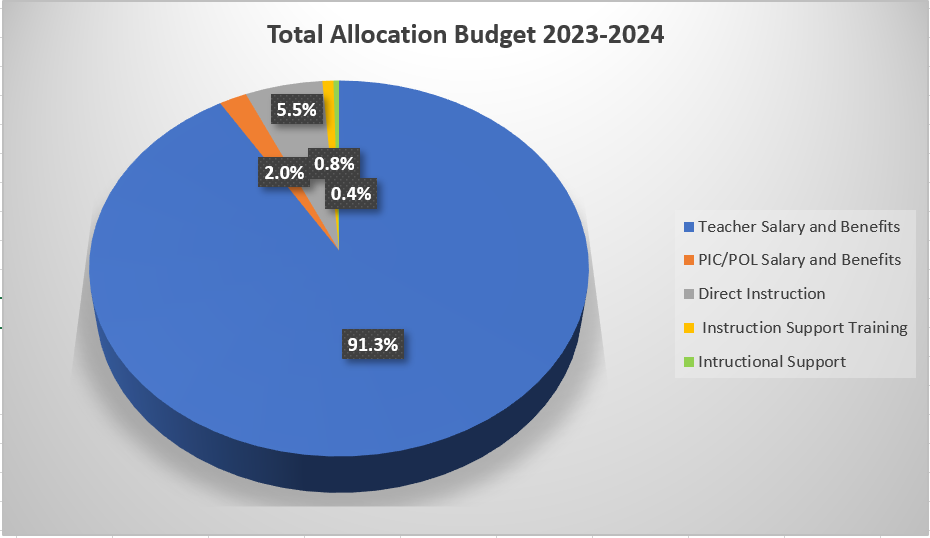 Total Allocation Budget 2023-2024
5.5%
0.8%
2.0%
0.4%
91.3%
Teacher Salary and Benefits
PIC/POL Salary and Benefits
Direct Instruction
Instruction Support Training
Intructional Support